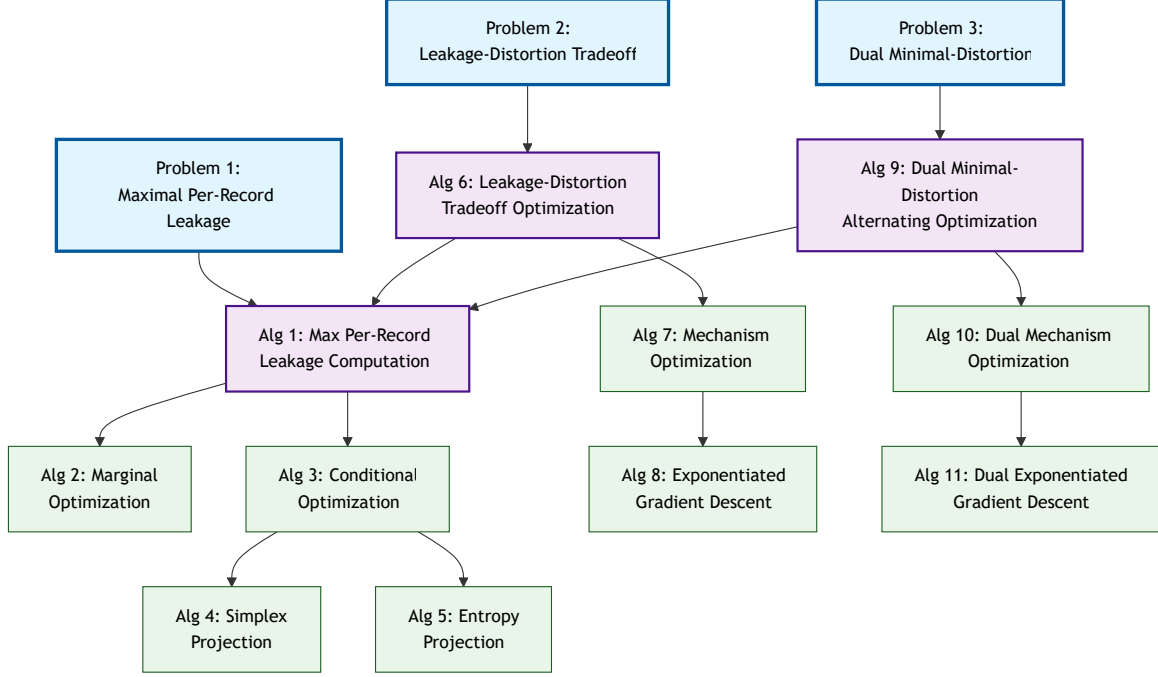 Problem 2:
Leakage-Distortion Tradeoff
Problem 3:
Dual Minimal-Distortion
Problem 1:
Maximal Per-Record
Leakage
Alg 6: Leakage-Distortion
Tradeoff Optimization
Alg 9: Dual Minimal-
Distortion
Alternating Optimization
Alg 1: Max Per-Record
Leakage Computation
Alg 7: Mechanism
Optimization
Alg 10: Dual Mechanism
Optimization
Alg 2: Marginal
Optimization
Alg 3: Conditional
Optimization
Alg 8: Exponentiated
Gradient Descent
Alg 11: Dual Exponentiated
Gradient Descent
Alg 4: Simplex
Projection
Alg 5: Entropy
Projection